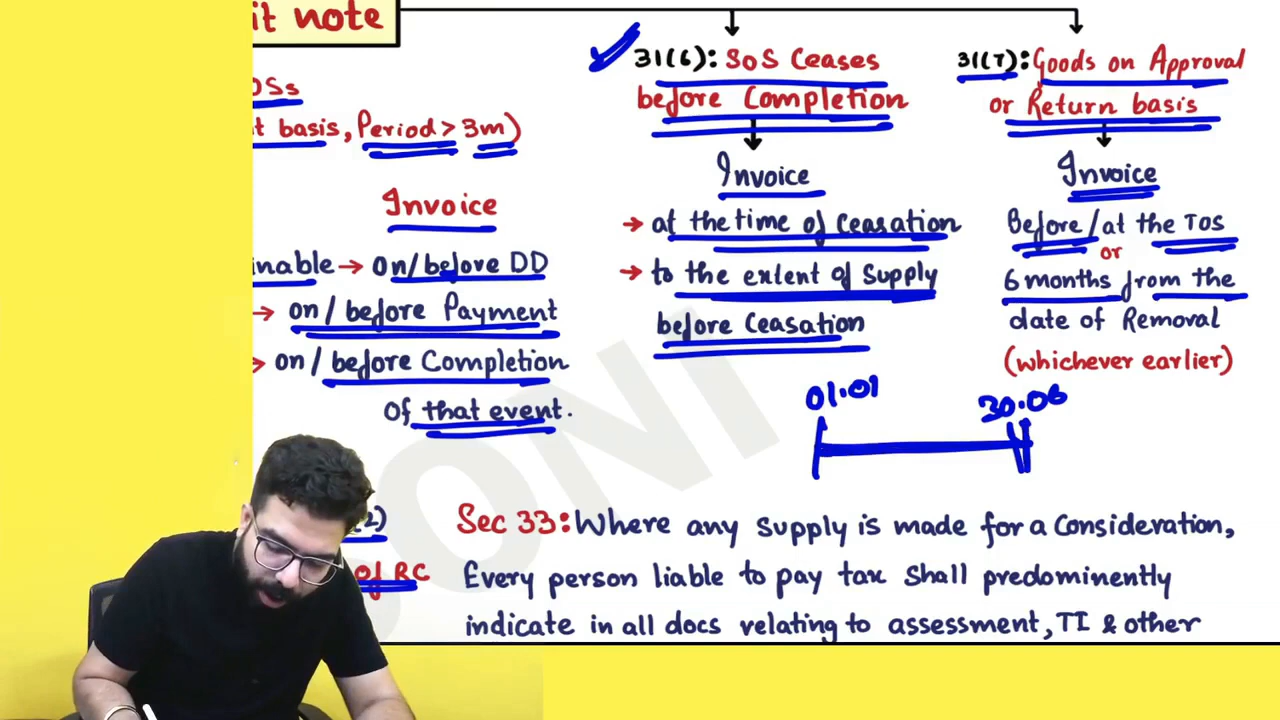 it note
31(6): SoS Ceases
before Completion
Invoice
→ at the time of Ceasation
→ to the extent of Supply
before Ceasation
31(7): Goods on Approval
or Return basis
Invoice
Before/at the TOS
or
6 months from the
date of Removal
(whichever earlier)
OSs
t basis, Period > 3m)
Invoice
inable → on/before DD
→ on/before Payment
→ on/before Completion
Of that event.
01.01
30.06
SONI
2)
of RC
Sec 33: Where any Supply is made for a Consideration,
Every person liable to pay tax Shall predominently
indicate in all docs relating to assessment, TI & other